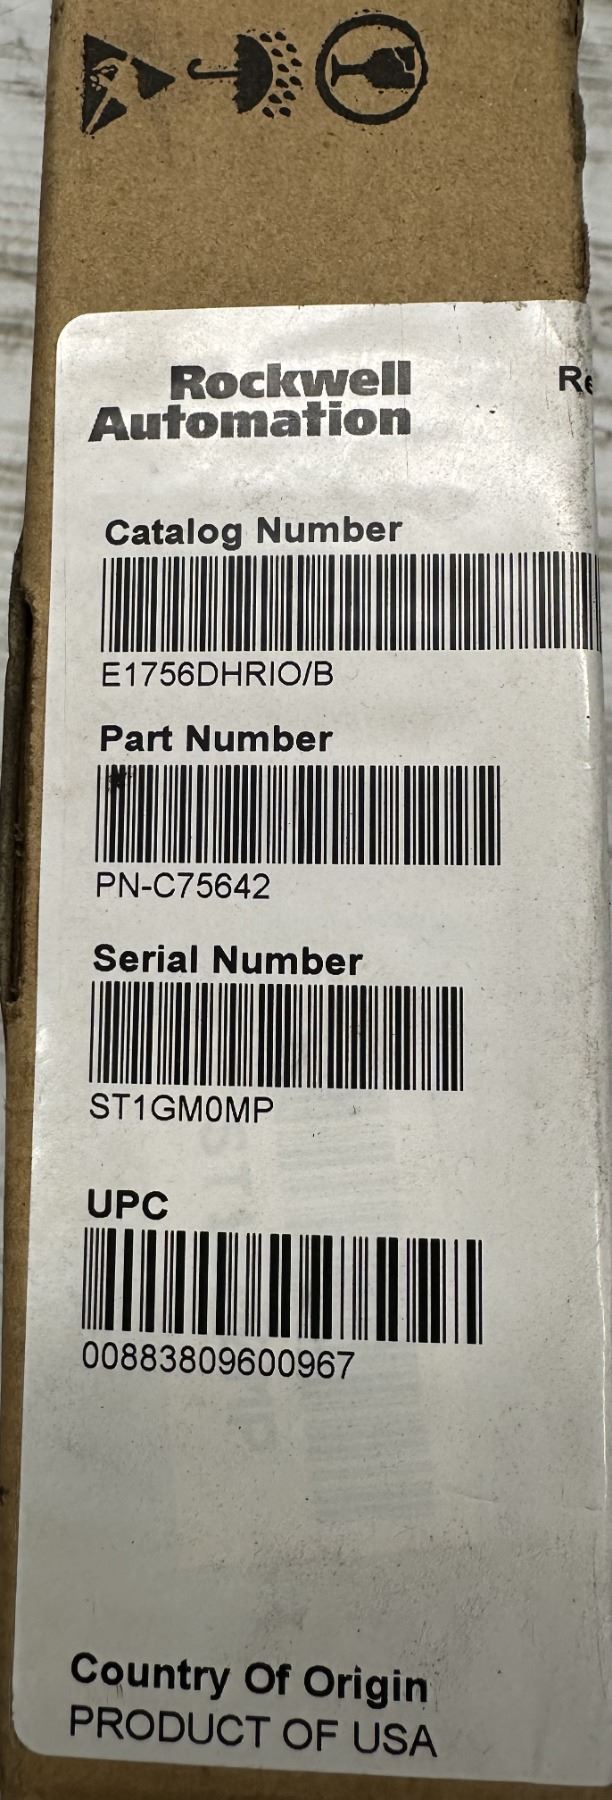 Rockwell
Automation
Catalog Number
E1756DHRIO/B
Part Number
PN-C75642
Serial Number
ST1GM0MP
UPC
00883809600967
Country Of Origin
PRODUCT OF USA